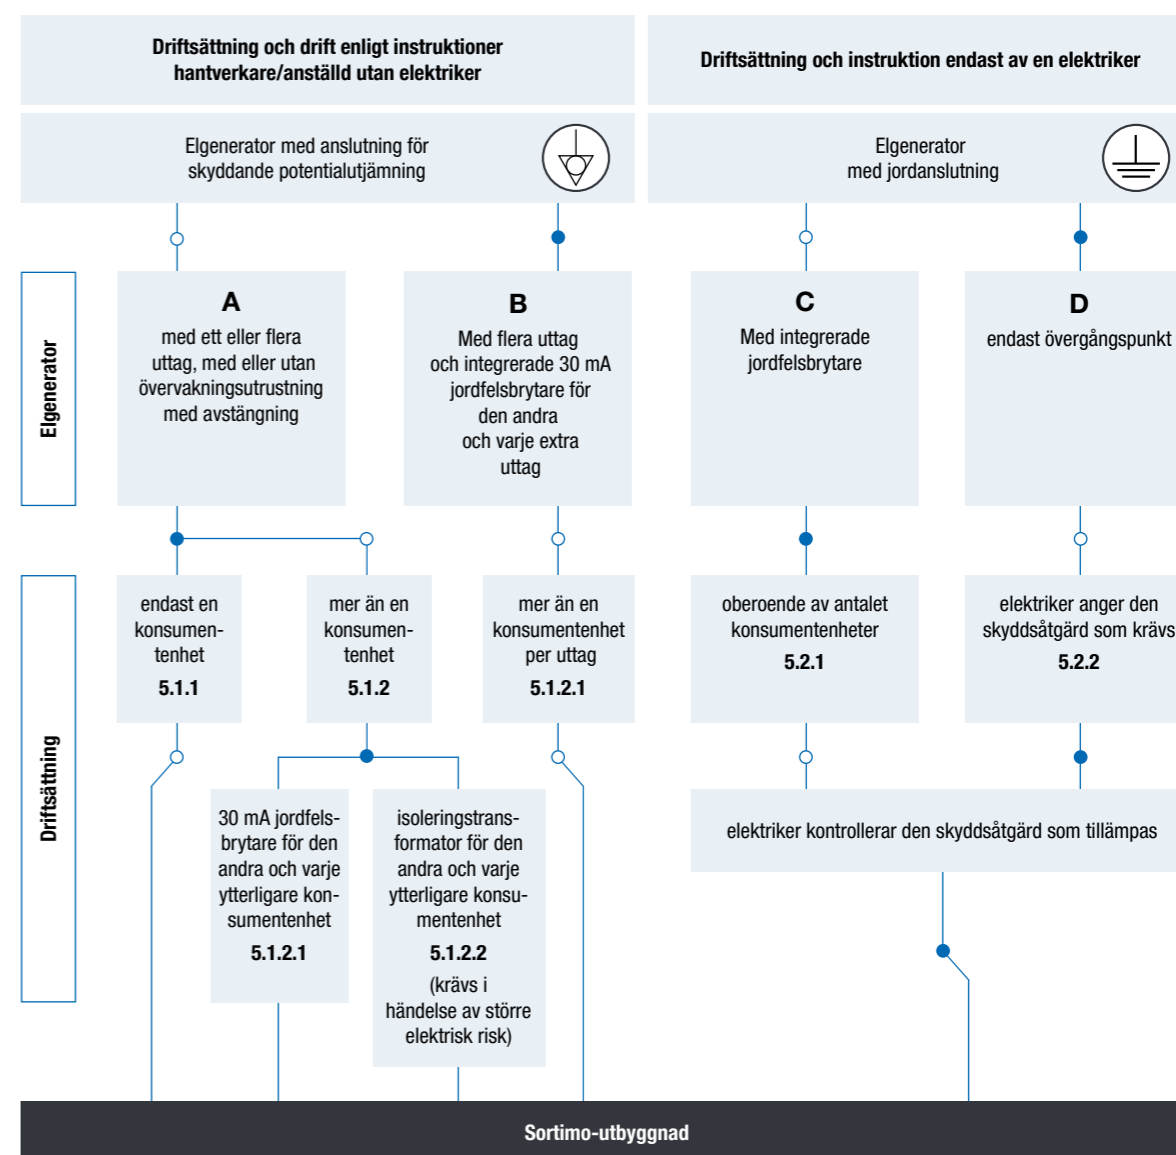 Driftsättning och drift enligt instruktioner
hantverkare/anställd utan elektriker
Driftsättning och instruktion endast av en elektriker
Elgenerator med anslutning för
skyddande potentialutjämning
Elgenerator
med jordanslutning
Elgenerator
A
med ett eller flera
uttag, med eller utan
övervakningsutrustning
med avstängning
B
Med flera uttag
och integrerade 30 mA
jordfelsbrytare för
den andra
och varje extra
uttag
C
Med integrerade
jordfelsbrytare
D
endast övergångspunkt
Driftsättning
endast en
konsumen-
tenhet
5.1.1
mer än en
konsumen-
tenhet
5.1.2
mer än en
konsumentenhet
per uttag
5.1.2.1
oberoende av antalet
konsumentenheter
5.2.1
elektriker anger den
skyddsåtgärd som krävs
5.2.2
30 mA jordfels-
brytare för den
andra och varje
ytterligare kon-
sumentenhet
5.1.2.1
isoleringstrans-
formator för den
andra och varje
ytterligare konsu-
mentenhet
5.1.2.2
(krävs i
händelse av större
elektrisk risk)
elektriker kontrollerar den skyddsåtgärd som tillämpas
Sortimo-utbyggnad